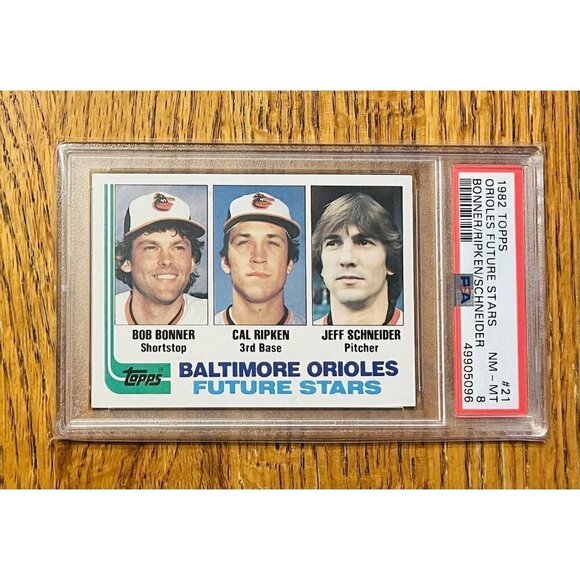 BOB BONNER
Shortstop
CAL RIPKEN
3rd Base
JEFF SCHNEIDER
Pitcher
Topps
BALTIMORE ORIOLES
FUTURE STARS
1982 TOPPS #21
ORIOLES FUTURE STARS NM - MT
BONNER/RIPKEN/SCHNEIDER 8
PSA 49905096